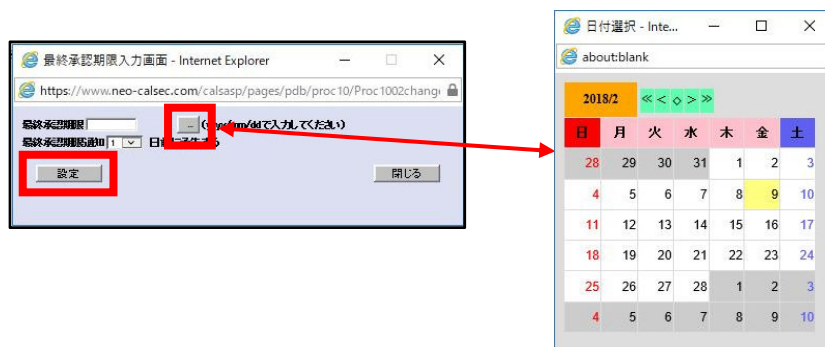 最終承認期限入力画面 - Internet Explorer
https://www.neo-calsec.com/calsasp/pages/pdb/proc10/Proc1002chang
最終承認期限 ... (yyyy/mm/ddで入力してください)
最終承認期限通知 1 日前
設定 閉じる
日付選択 - Inte...
about:blank
2018/2 ≪ < ◇ > ≫
日 月 火 水 木 金 土
28 29 30 31 1 2 3
4 5 6 7 8 9 10
11 12 13 14 15 16 17
18 19 20 21 22 23 24
25 26 27 28 1 2 3
4 5 6 7 8 9 10